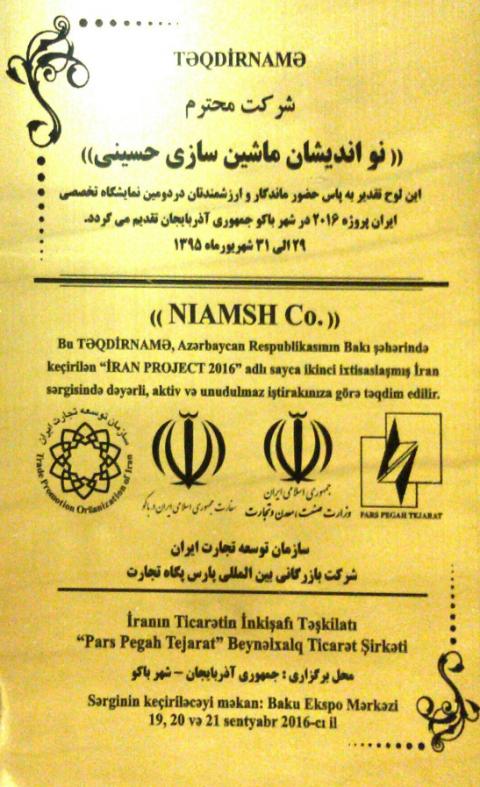 TƏQDİRNAMƏ
شرکت محترم
(( نو اندیشان ماشین سازی حسینی))
این لوح تقدیر به پاس حضور ماندگار و ارزشمندتان دردومین نمایشگاه تخصصی
ایران پروژه ۲۰۱۶ در شهر باکو جمهوری آذربایجان تقدیم می گردد.
۲۹ الی ۳۱ شهریورماه ۱۳۹۵
(( NIAMSH Co. ))
Bu TƏQDİRNAMƏ, Azərbaycan Respublikasının Bakı şəhərində
keçirilən “İRAN PROJECT 2016” adlı sayca ikinci ixtisaslaşmış İran
sərgisində dəyərli, aktiv və unudulmaz iştirakınıza görə təqdim edilir.
سازمان توسعه تجارت ایران
Trade Promotion Organization of Iran
سفارت جمهوری اسلامی ایران در باکو
جمهوری اسلامی ایران
وزارت صنعت، معدن و تجارت
PARS PEGAH TEJARAT
سازمان توسعه تجارت ایران
شرکت بازرگانی بین المللی پارس پگاه تجارت
İranın Ticarətin İnkişafı Təşkilatı
“Pars Pegah Tejarat” Beynəlxalq Ticarət Şirkəti
محل برگزاری : جمهوری آذربایجان – شهر باکو
Sərginin keçiriləcəyi məkan: Baku Ekspo Mərkəzi
19, 20 və 21 sentyabr 2016-cı il